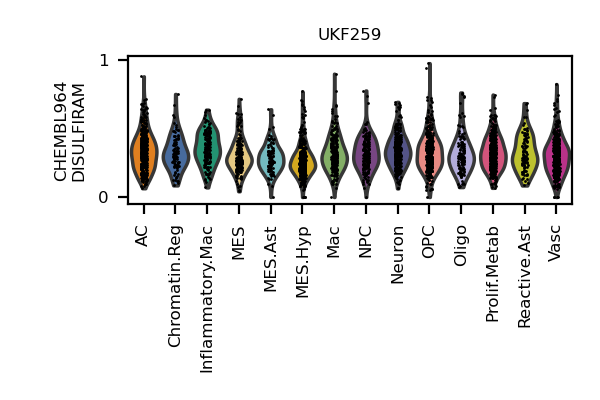 UKF259
CHEMBL964
DISULFIRAM
1
0
AC
Chromatin.Reg
Inflammatory.Mac
MES
MES.Ast
MES.Hyp
Mac
NPC
Neuron
OPC
Oligo
Prolif.Metab
Reactive.Ast
Vasc